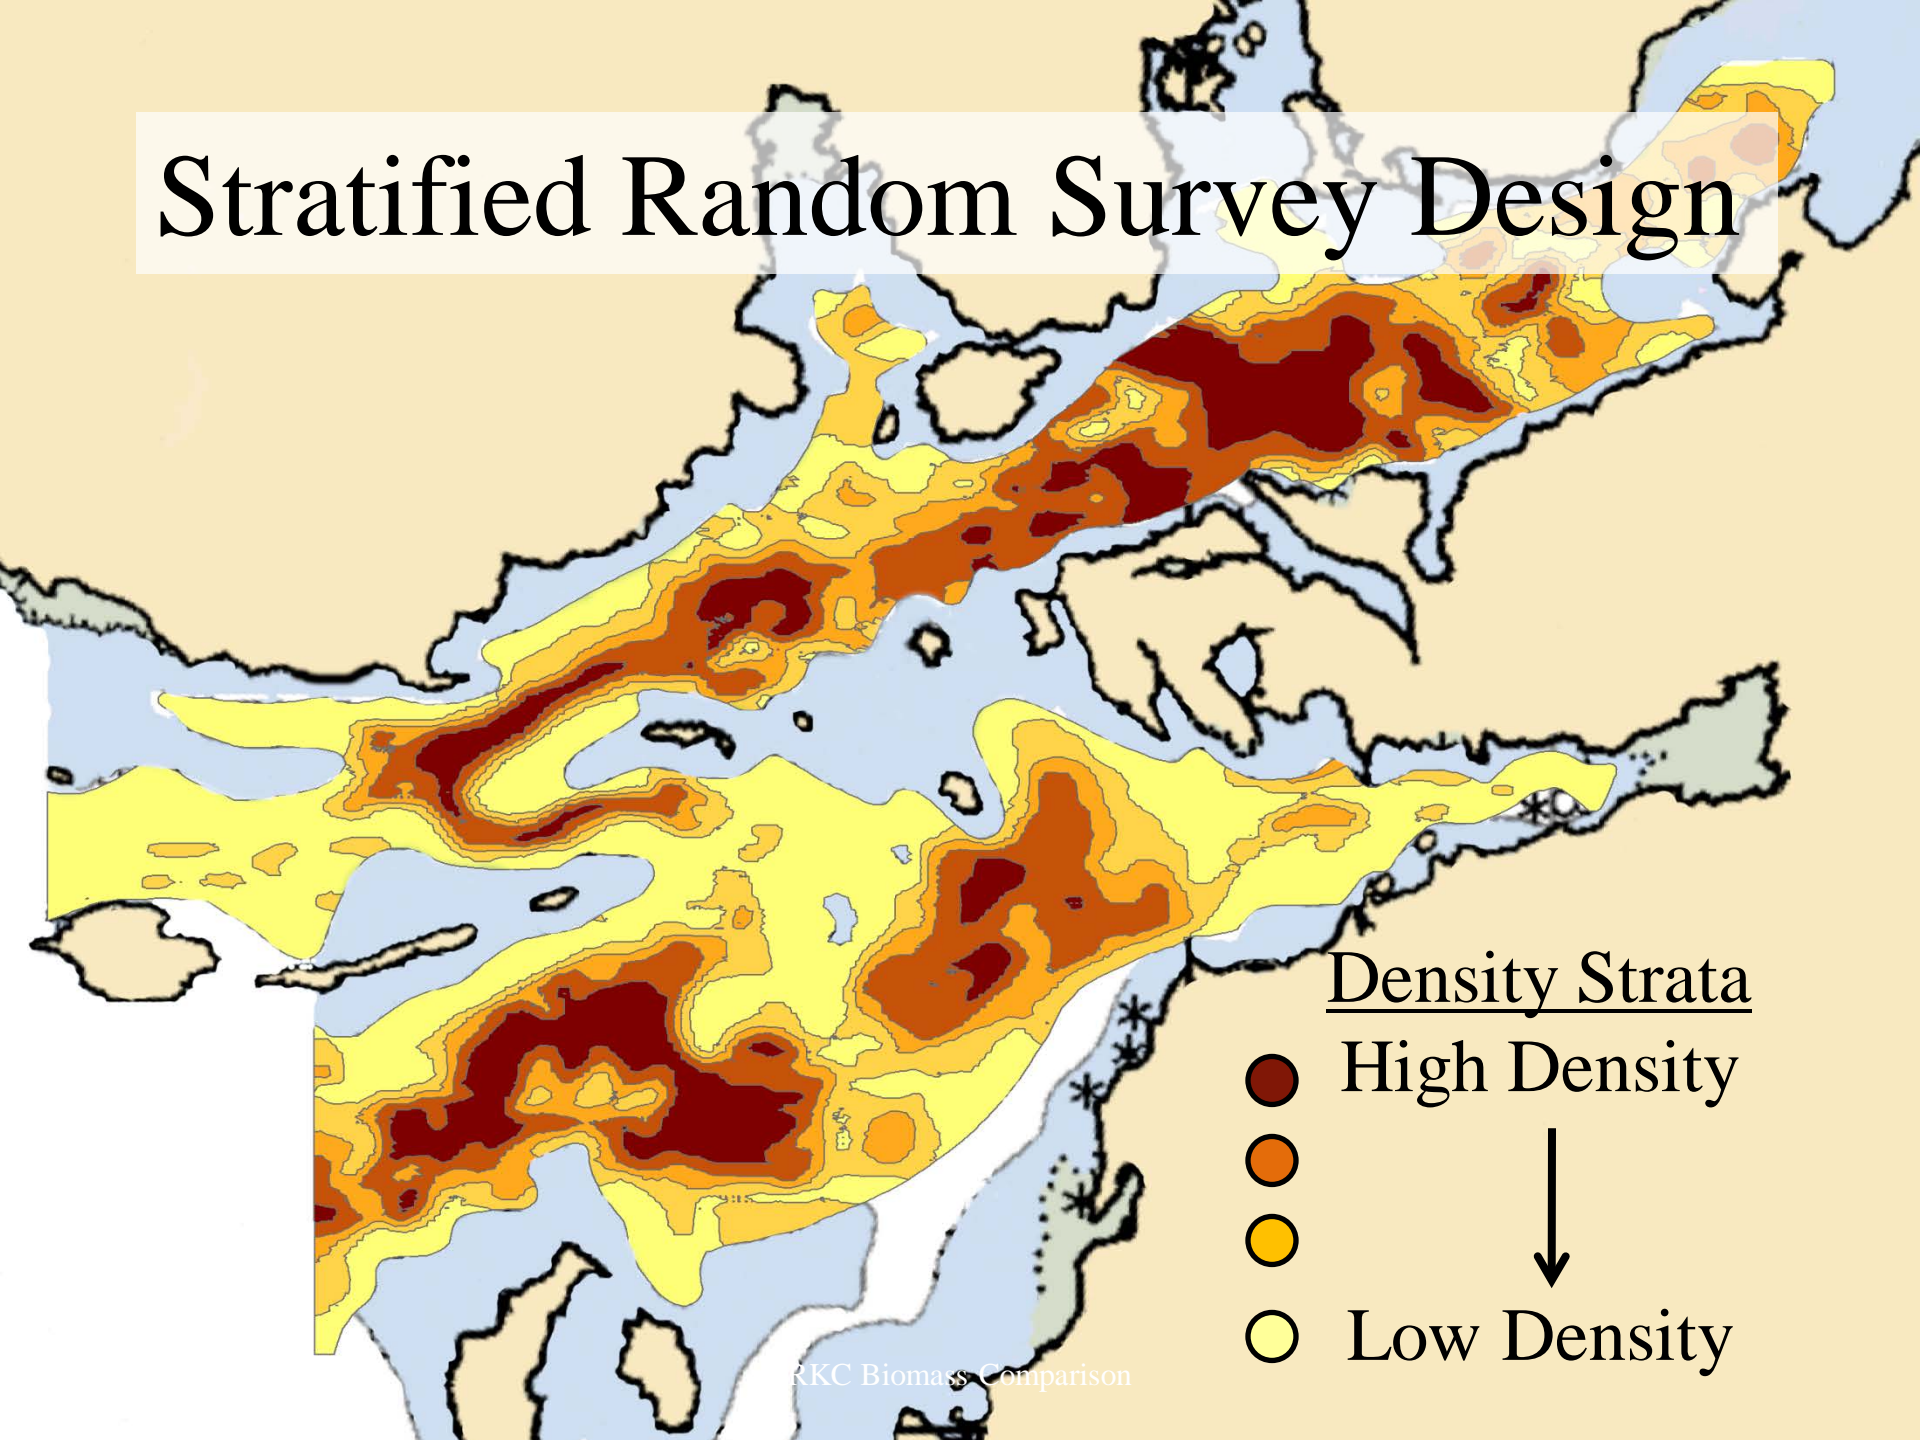 Stratified Random Survey Design
Density Strata
High Density
Low Density
RKC Biomass Comparison